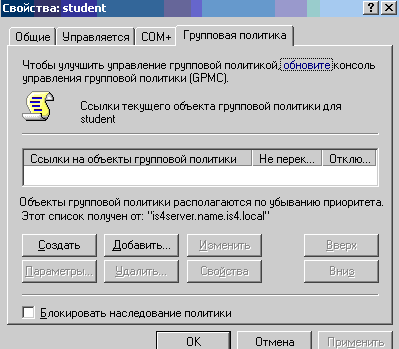 Свойства: student
Общие Управляется COM+ Групповая политика
Чтобы улучшить управление групповой политикой, обновите консоль
управления групповой политики (GPMC).
Ссылки текущего объекта групповой политики для
student
Ссылки на объекты групповой политики Не перек... Отклю...
Объекты групповой политики располагаются по убыванию приоритета.
Этот список получен от: "is4server.name.is4.local"
Создать Добавить... Изменить Вверх
Параметры... Удалить... Свойства Вниз
Блокировать наследование политики
OK Отмена Применить